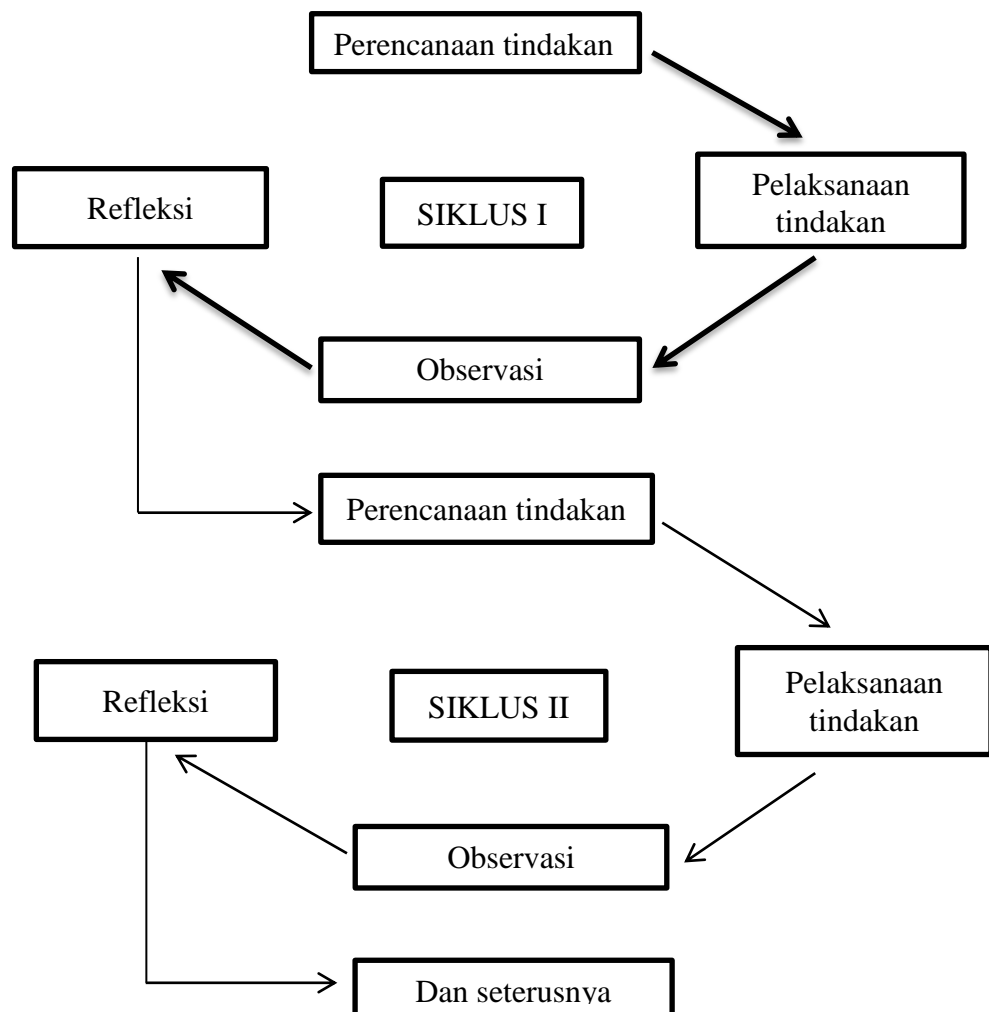 Perencanaan tindakan
Refleksi
SIKLUS I
Pelaksanaan
tindakan
Observasi
Perencanaan tindakan
Refleksi
SIKLUS II
Pelaksanaan
tindakan
Observasi
Dan seterusnya